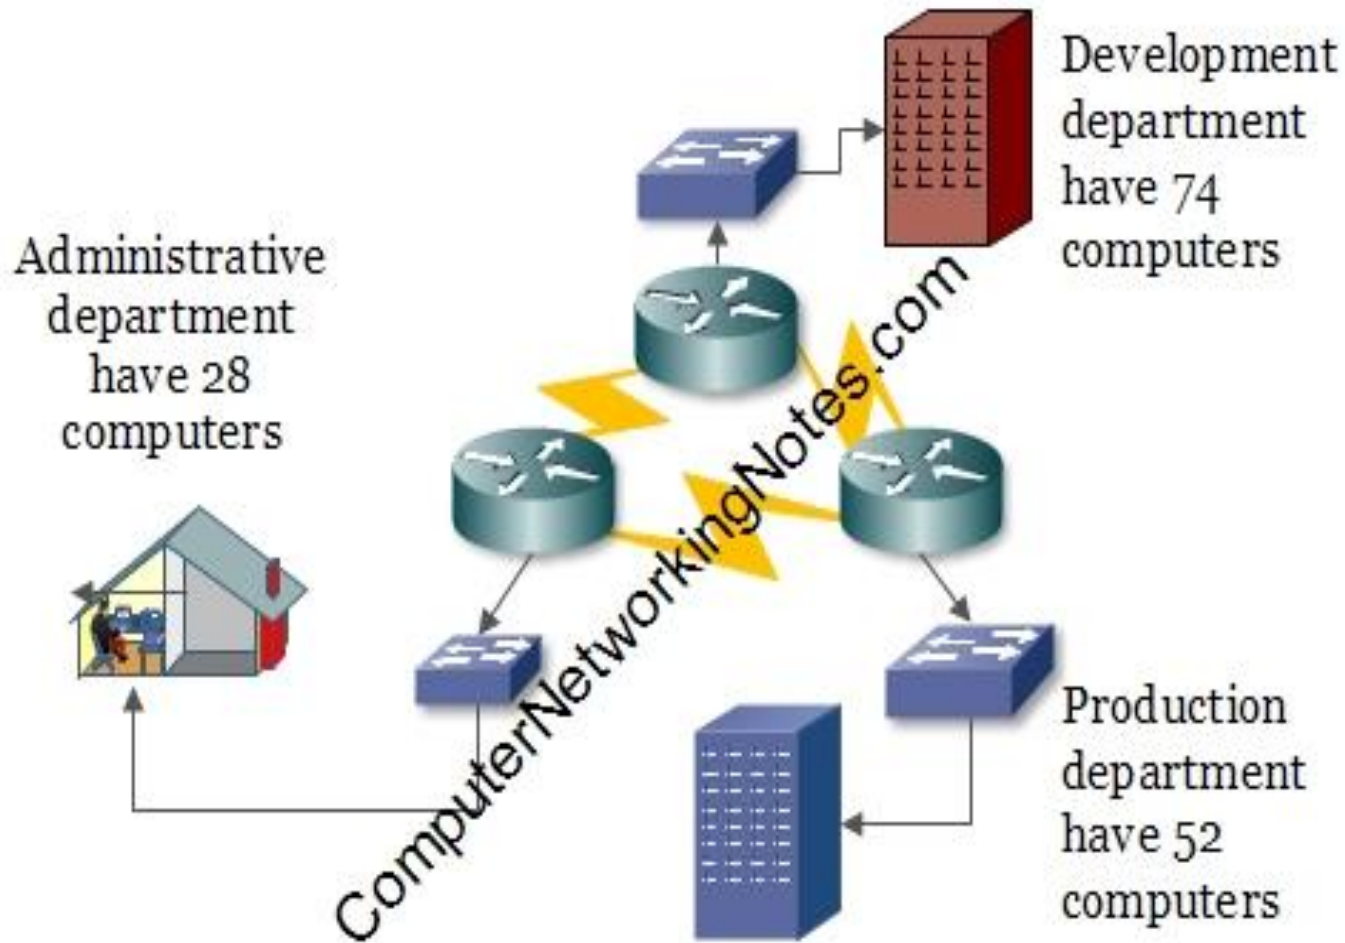 Development
department
have 74
computers
Administrative
department
have 28
computers
ComputerNetworkingNotes.com
Production
department
have 52
computers